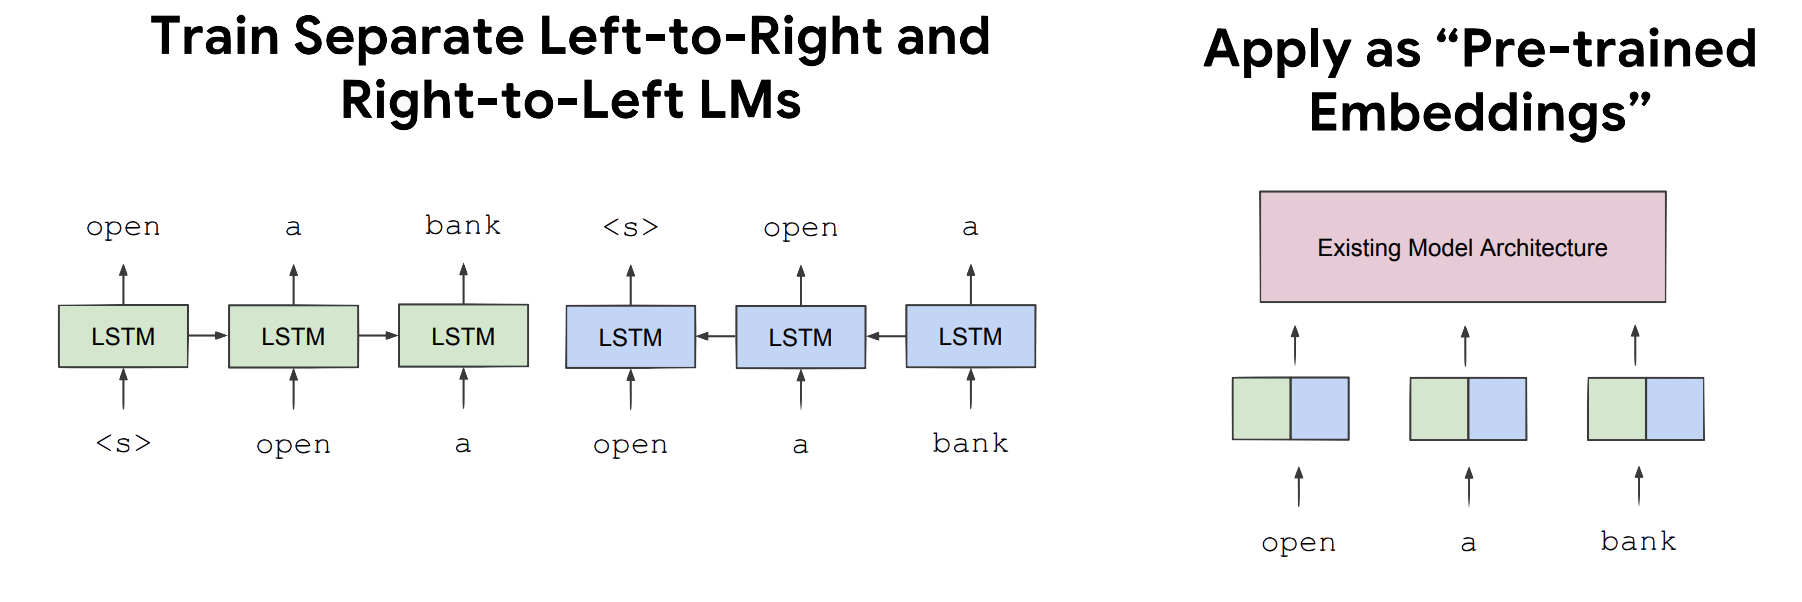 Train Separate Left-to-Right and
Right-to-Left LMs
open a bank <s> open a
LSTM LSTM LSTM LSTM LSTM LSTM
<s> open a open a bank
Apply as “Pre-trained
Embeddings”
Existing Model Architecture
open a bank